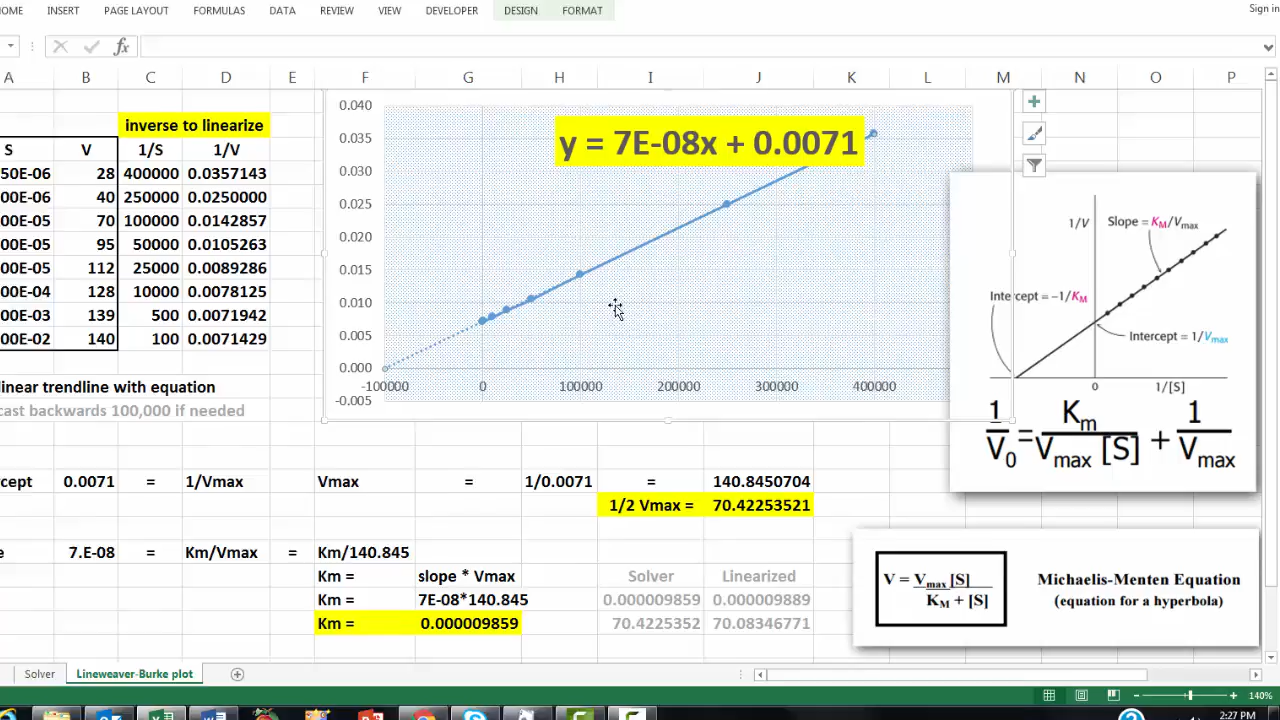 OME INSERT PAGE LAYOUT FORMULAS DATA REVIEW VIEW DEVELOPER DESIGN FORMAT Sign in
fx
A B C D E F G H I J K L M N O P
inverse to linearize
S V 1/S 1/V
50E-06 28 400000 0.0357143
00E-06 40 250000 0.0250000
00E-05 70 100000 0.0142857
00E-05 95 50000 0.0105263
00E-05 112 25000 0.0089286
00E-04 128 10000 0.0078125
00E-03 139 500 0.0071942
00E-02 140 100 0.0071429
linear trendline with equation
cast backwards 100,000 if needed
y = 7E-08x + 0.0071
0.040
0.035
0.030
0.025
0.020
0.015
0.010
0.005
0.000
-0.005
-100000 0 100000 200000 300000 400000
1/V
Slope = KM/Vmax
Intercept = −1/KM
Intercept = 1/Vmax
0 1/[S]
1/V0 = Km/Vmax [S] + 1/Vmax
cept 0.0071 = 1/Vmax Vmax = 1/0.0071 = 140.8450704
1/2 Vmax = 70.42253521
e 7.E-08 = Km/Vmax = Km/140.845
Km = slope * Vmax Solver Linearized
Km = 7E-08*140.845 0.000009859 0.000009889
Km = 0.000009859 70.4225352 70.08346771
V = Vmax [S]
KM + [S]
Michaelis-Menten Equation
(equation for a hyperbola)
Solver Lineweaver-Burke plot
140%
2:27 PM